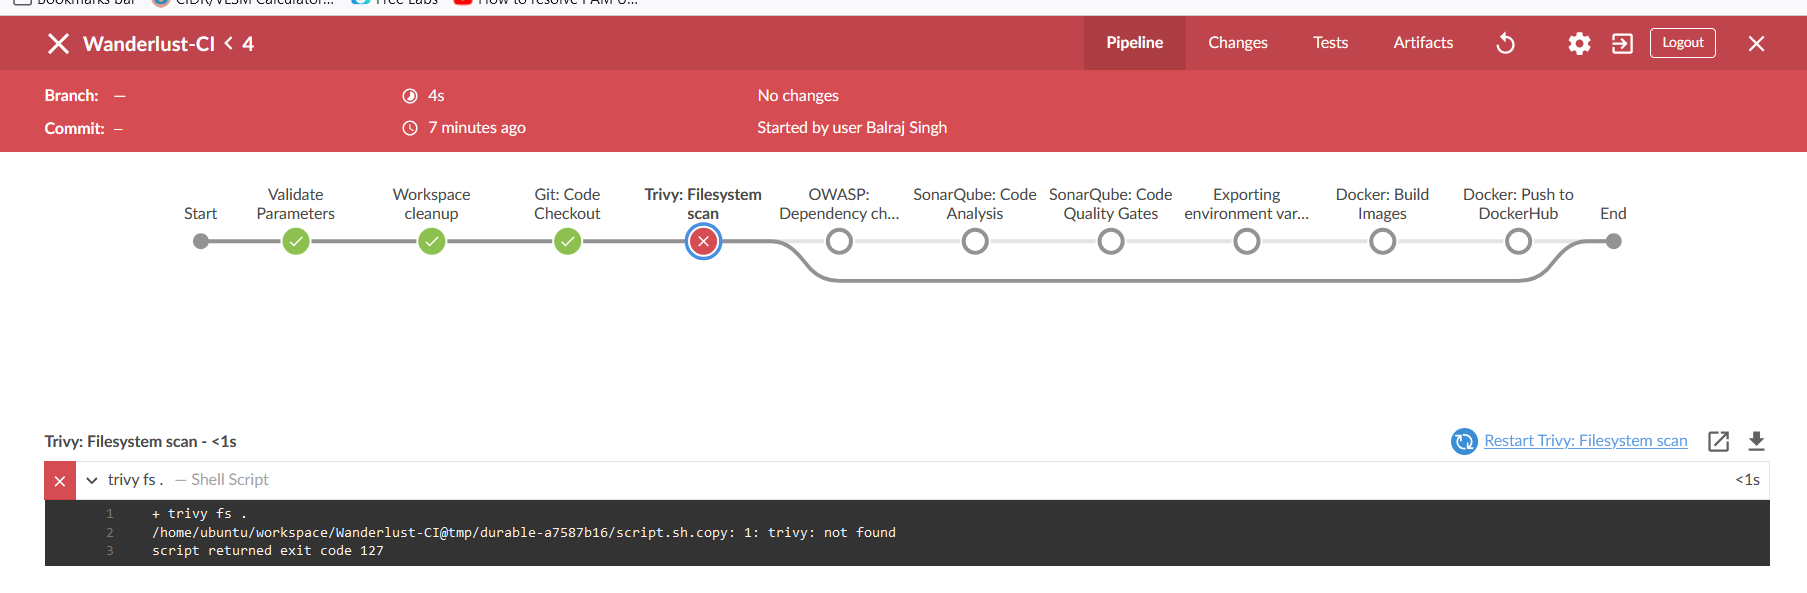 Bookmarks bar
CIDR/VLSM Calculator...
Free Labs
How to resolve PAM o...
Wanderlust-CI < 4
Pipeline
Changes
Tests
Artifacts
Logout
Branch: —
4s
No changes
Commit: —
7 minutes ago
Started by user Balraj Singh
Start
Validate
Parameters
Workspace
cleanup
Git: Code
Checkout
Trivy: Filesystem
scan
OWASP:
Dependency ch...
SonarQube: Code
Analysis
SonarQube: Code
Quality Gates
Exporting
environment var...
Docker: Build
Images
Docker: Push to
DockerHub
End
Trivy: Filesystem scan - <1s
Restart Trivy: Filesystem scan
trivy fs . — Shell Script
<1s
1 + trivy fs .
2 /home/ubuntu/workspace/Wanderlust-CI@tmp/durable-a7587b16/script.sh.copy: 1: trivy: not found
3 script returned exit code 127